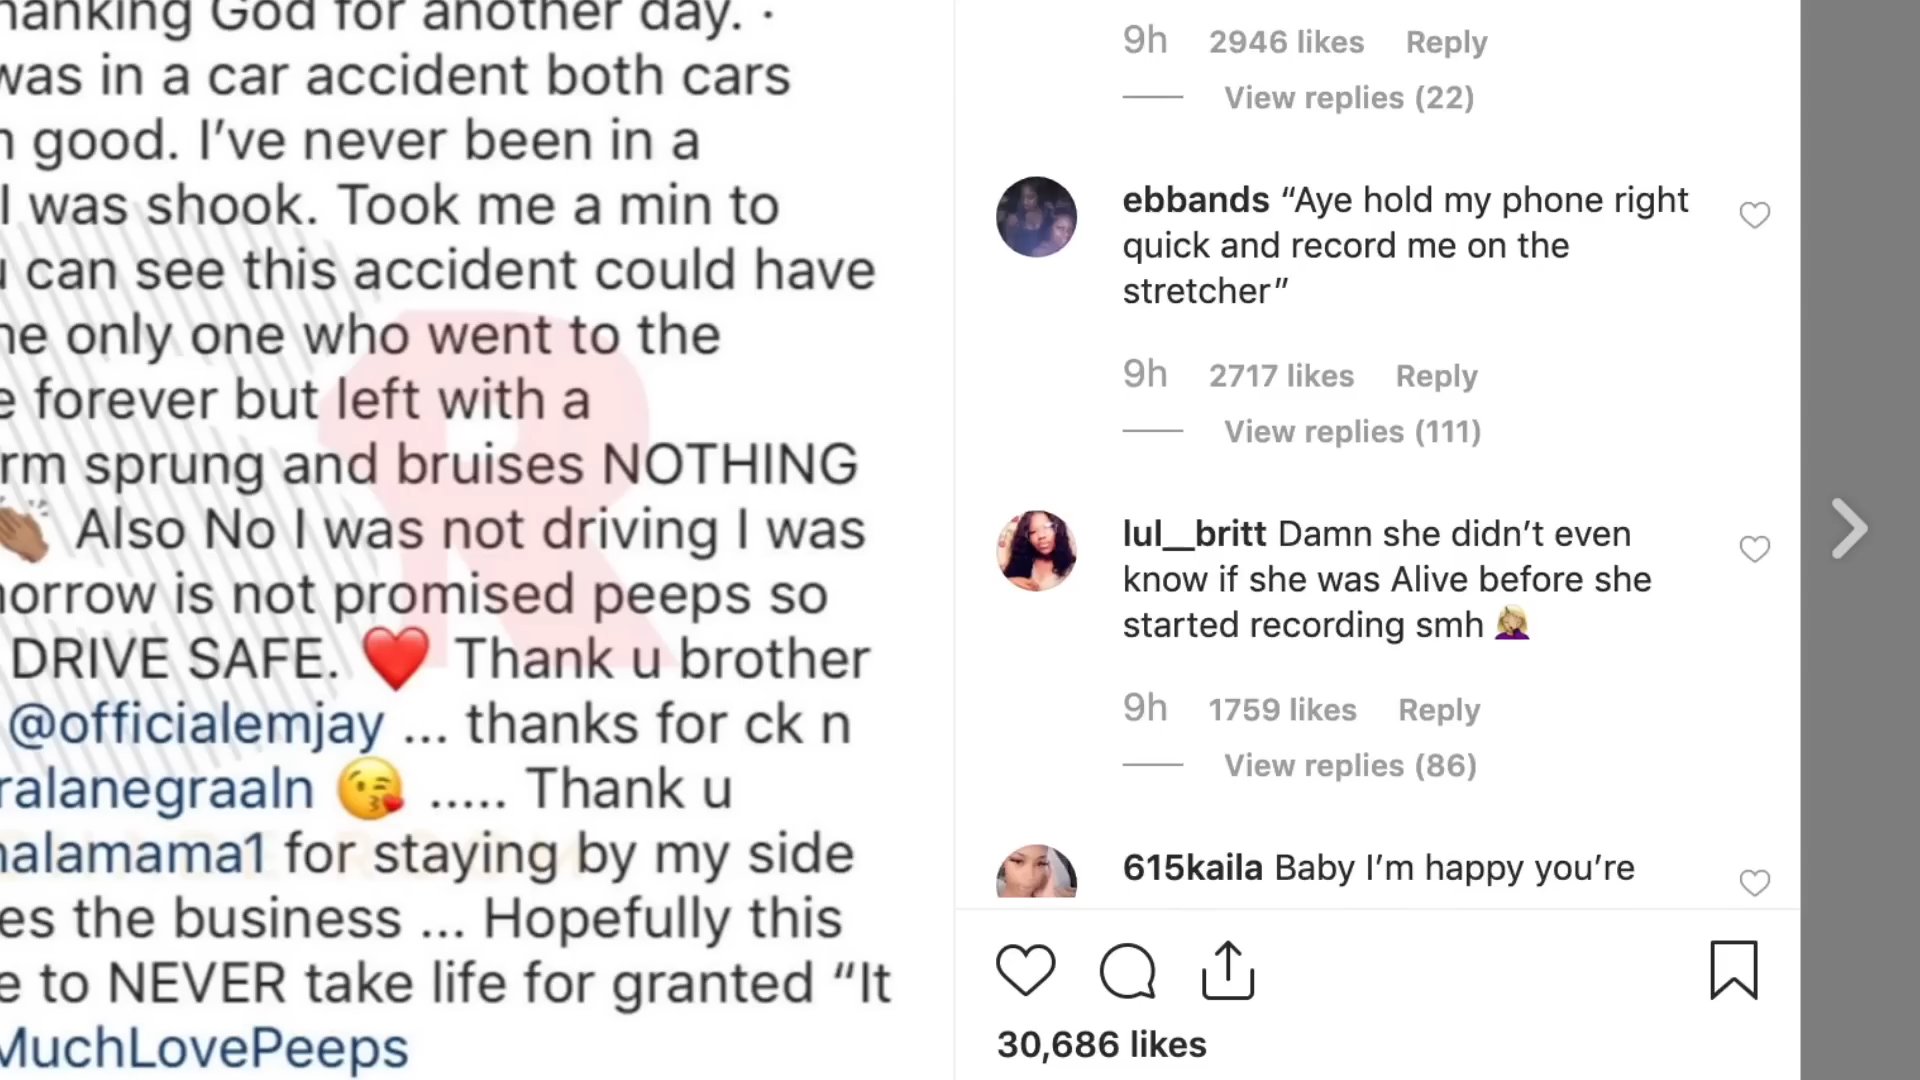 hanking God for another day. ·
was in a car accident both cars
good. I’ve never been in a
I was shook. Took me a min to
can see this accident could have
only one who went to the
forever but left with a
sprung and bruises NOTHING
Also No I was not driving I was
is not promised peeps so
DRIVE SAFE. ❤️ Thank u brother
@officialemjay ... thanks for ck n
ralanegraaln 😘 ..... Thank u
malamama1 for staying by my side
es the business ... Hopefully this
to NEVER take life for granted “It
MuchLovePeeps
9h 2946 likes Reply
View replies (22)
ebbands “Aye hold my phone right
quick and record me on the
stretcher”
9h 2717 likes Reply
View replies (111)
lul__britt Damn she didn’t even
know if she was Alive before she
started recording smh 🤦🏼‍♀️
9h 1759 likes Reply
View replies (86)
615kaila Baby I’m happy you’re
30,686 likes